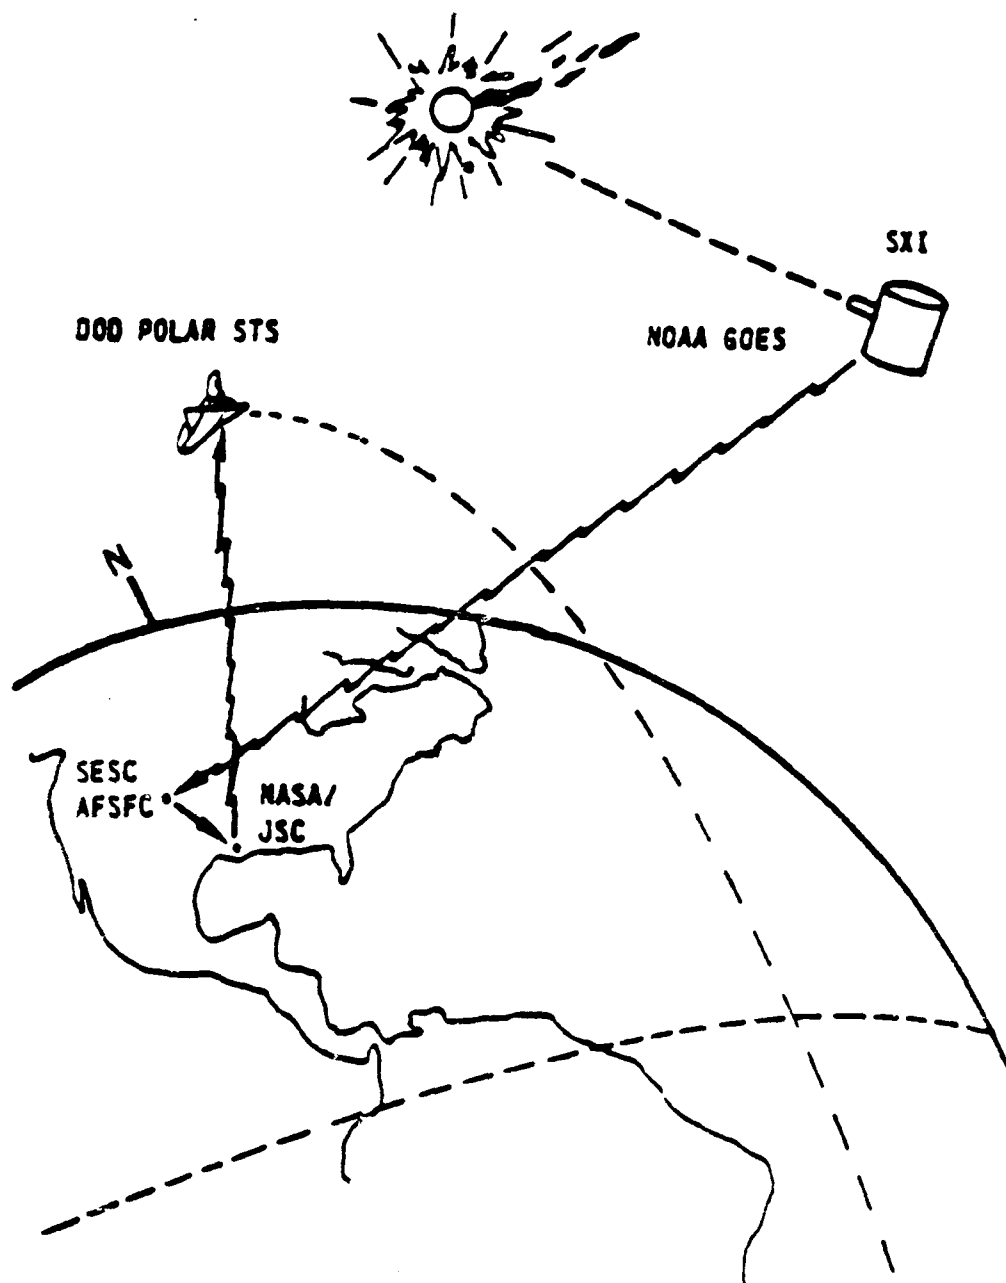 SXI
DOD POLAR STS
NOAA GOES
N
SESC
AFSFC
NASA/
JSC